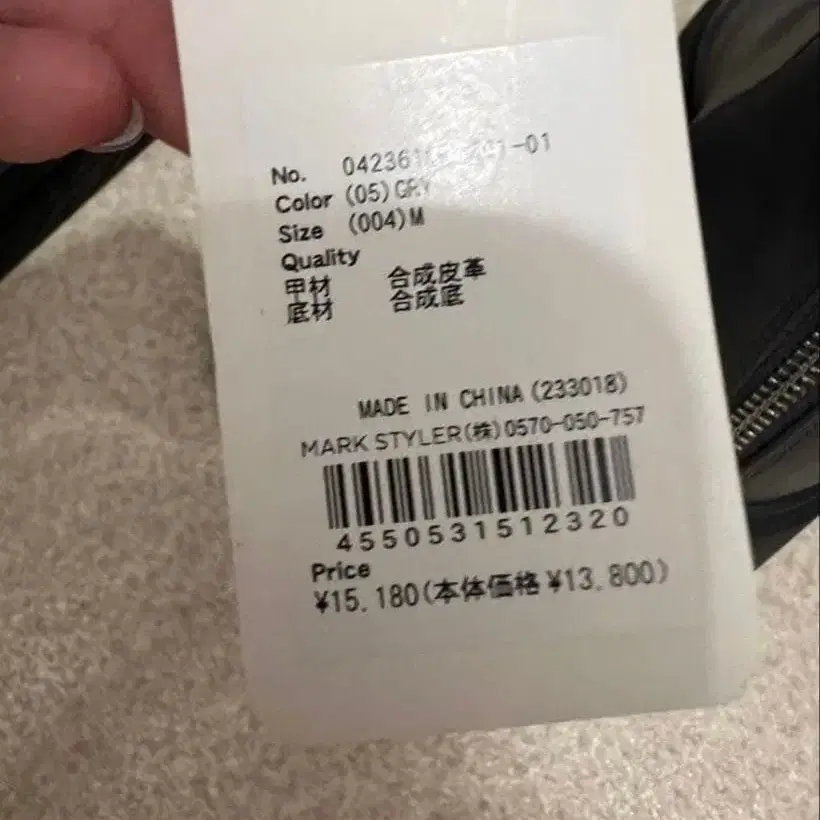 No.
Color (05)GRY
Size (004)M
Quality
甲材 合成皮革
底材 合成底
MADE IN CHINA (233018)
MARK STYLER(株)0570-050-757
4550531512320
Price
¥15,180(本体価格 ¥13,800)